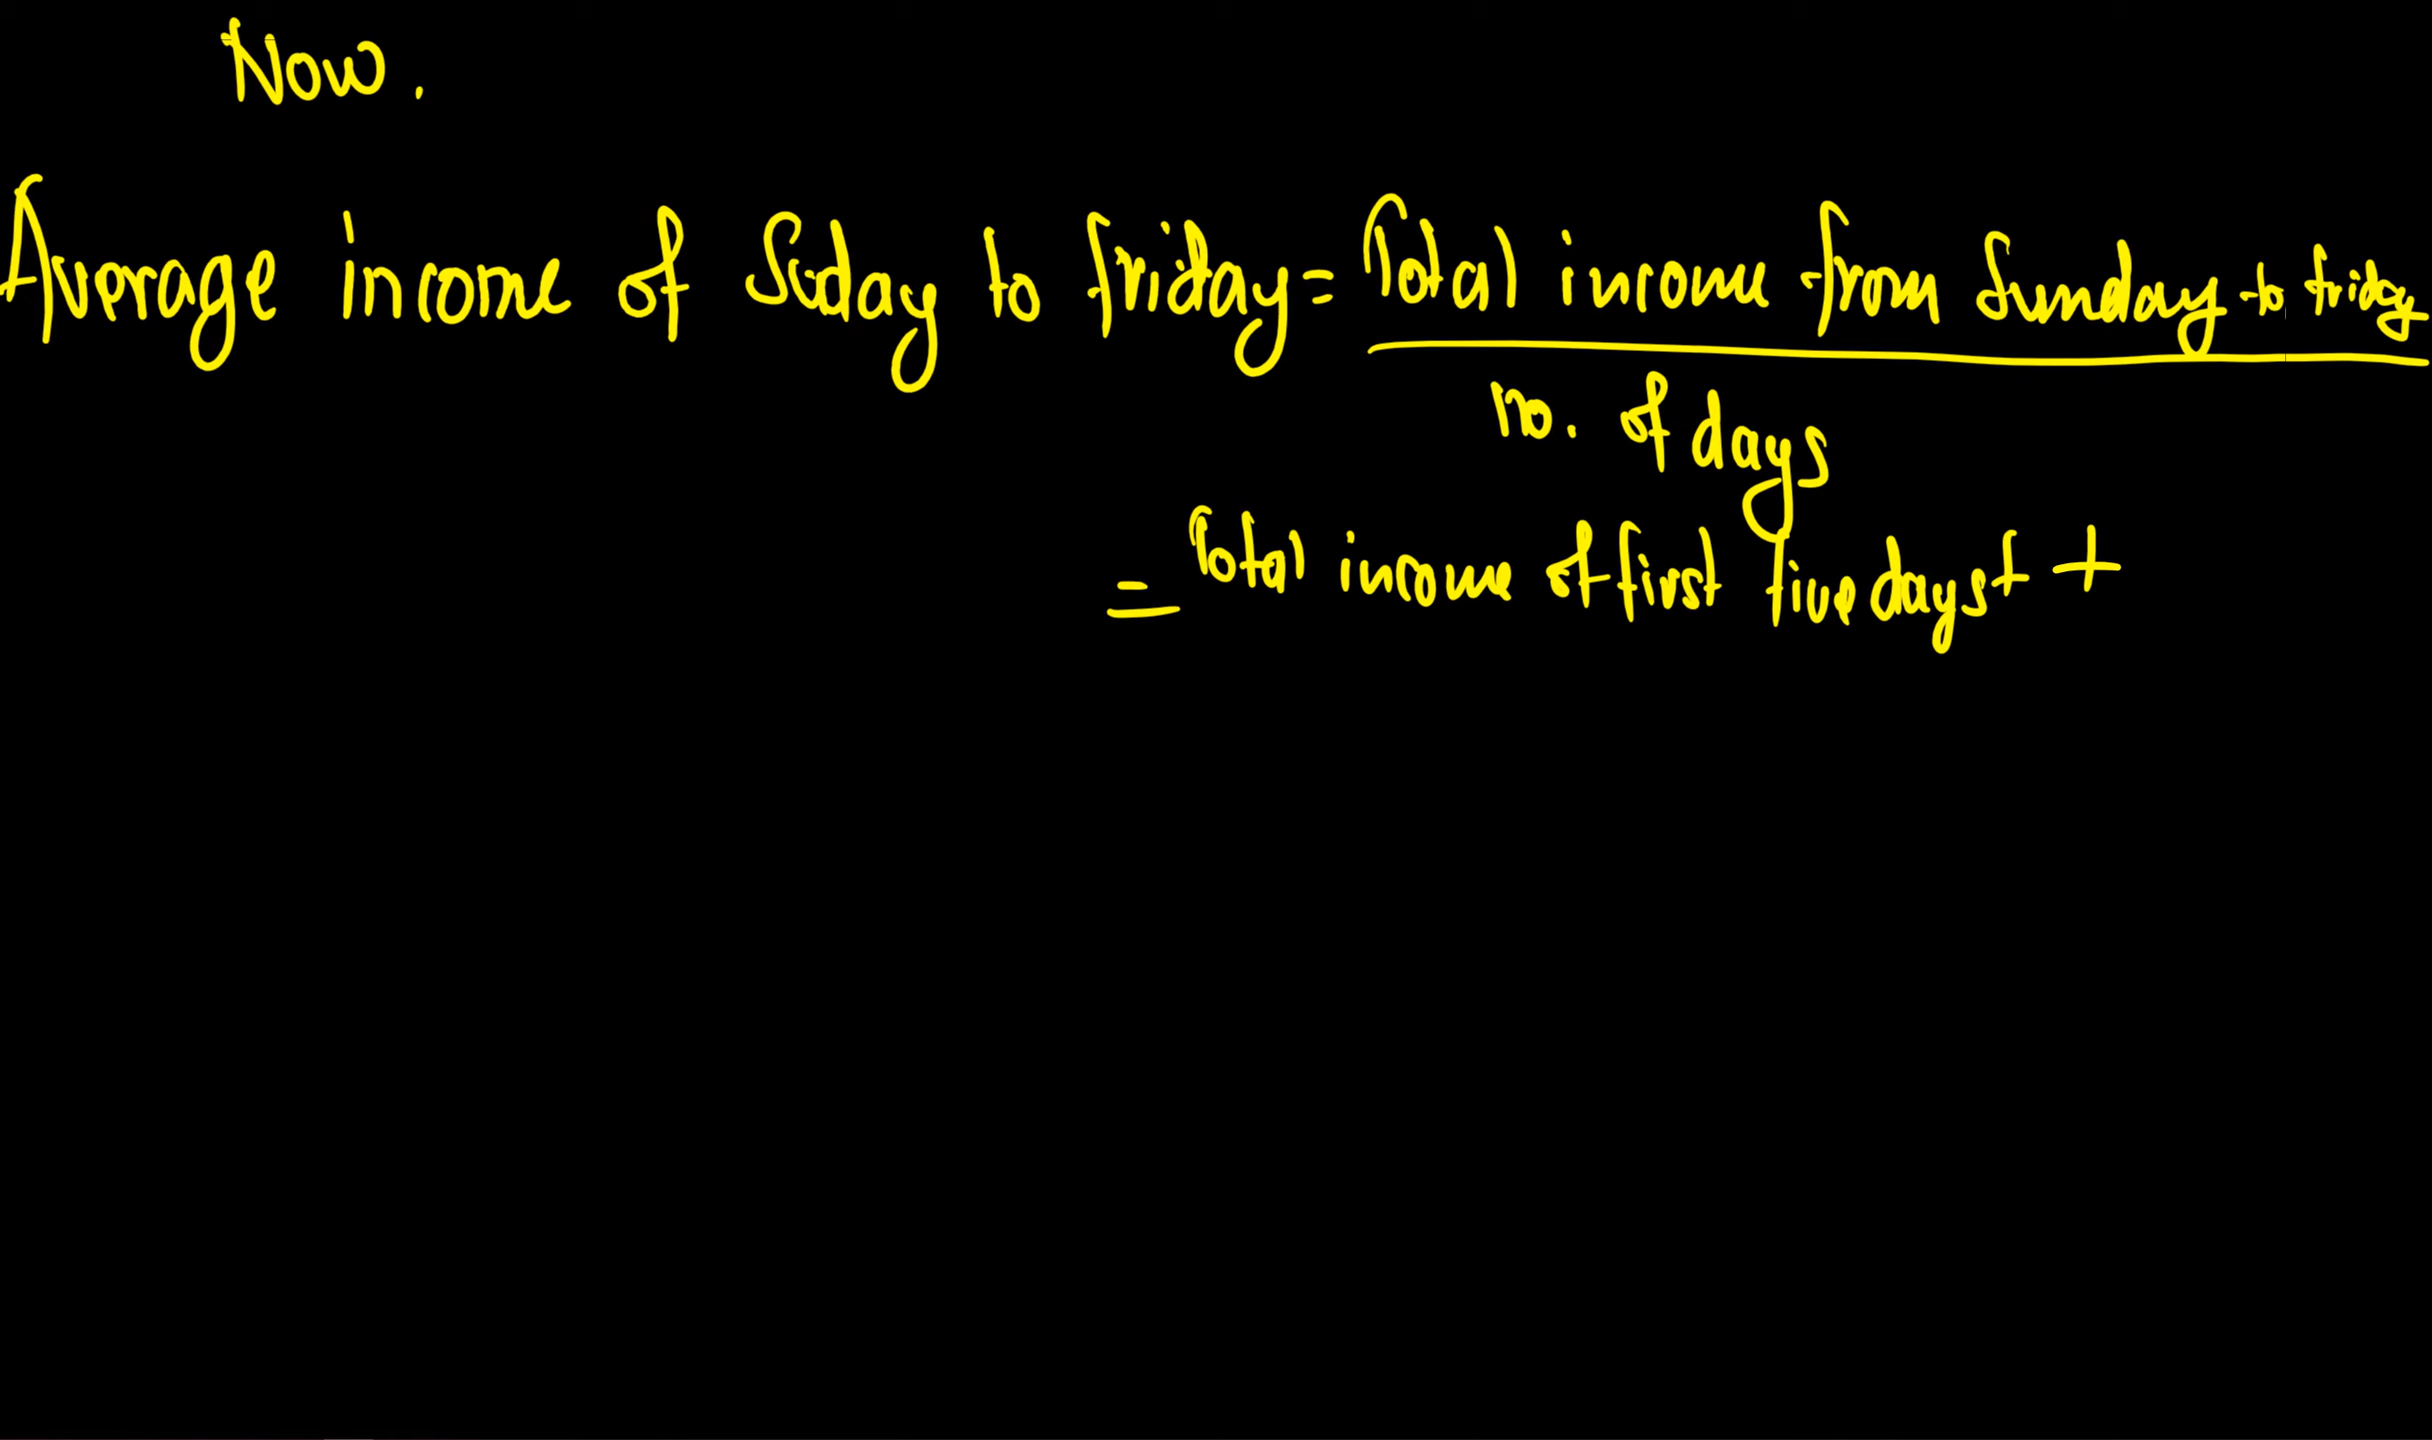 Now.
Average income of Suday to friday = Total income from Sunday to friday
no. of days
= Total income of first five days + +